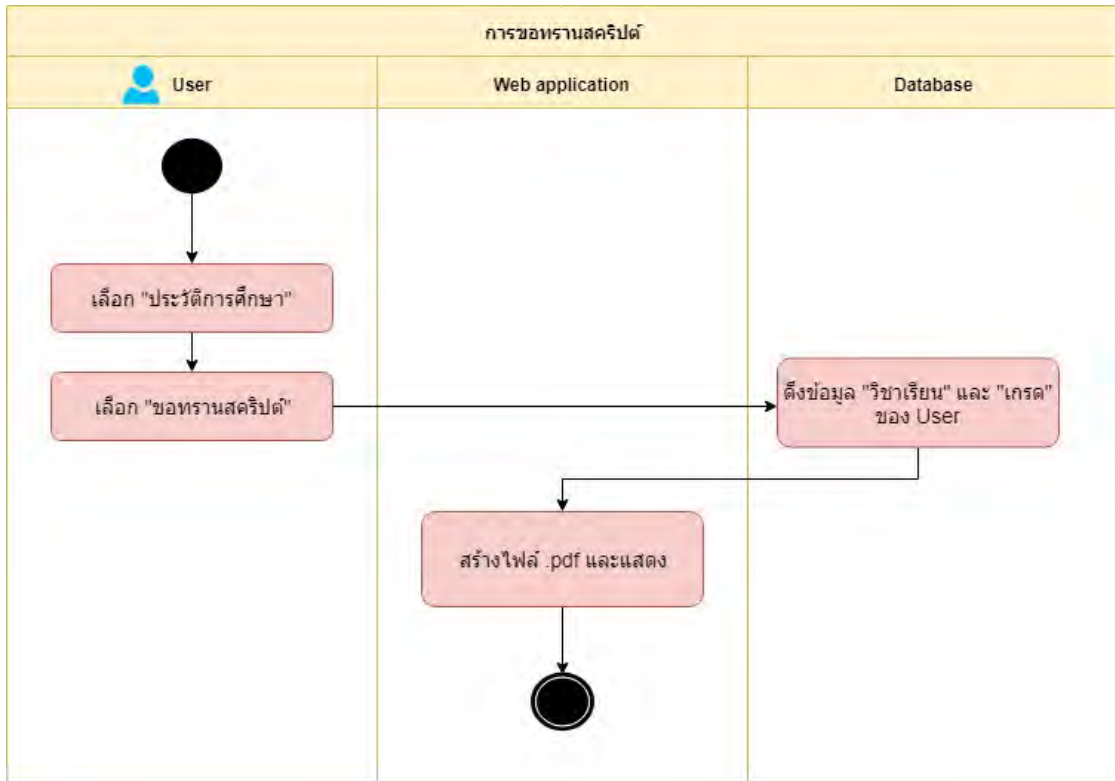 การขอทรานสคริปต์
User
Web application
Database
เลือก "ประวัติการศึกษา"
เลือก "ขอทรานสคริปต์"
ดึงข้อมูล "วิชาเรียน" และ "เกรด"
ของ User
สร้างไฟล์ .pdf และแสดง